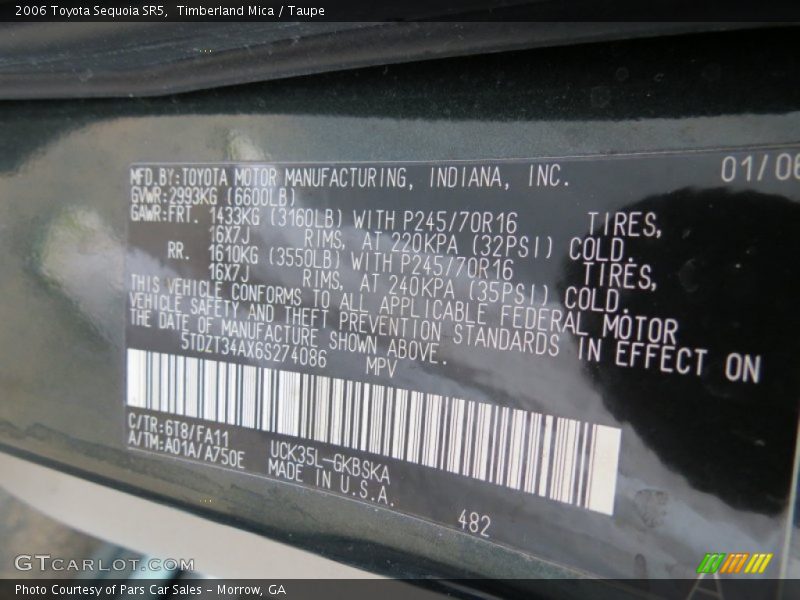 2006 Toyota Sequoia SR5, Timberland Mica / Taupe
01/06
MFD.BY:TOYOTA MOTOR MANUFACTURING, INDIANA, INC.
GVWR:2993KG (6600LB)
GAWR:FRT. 1433KG (3160LB) WITH P245/70R16 TIRES,
16X7J RIMS, AT 220KPA (32PSI) COLD.
RR. 1610KG (3550LB) WITH P245/70R16 TIRES,
16X7J RIMS, AT 240KPA (35PSI) COLD.
THIS VEHICLE CONFORMS TO ALL APPLICABLE FEDERAL MOTOR
VEHICLE SAFETY AND THEFT PREVENTION STANDARDS IN EFFECT ON
THE DATE OF MANUFACTURE SHOWN ABOVE.
5TDZT34AX6S274086 MPV
C/TR:6T8/FA11
A/TM:A01A/A750E
UCK35L-GKBSKA
MADE IN U.S.A.
482
GTCARLOT.COM
Photo Courtesy of Pars Car Sales - Morrow, GA